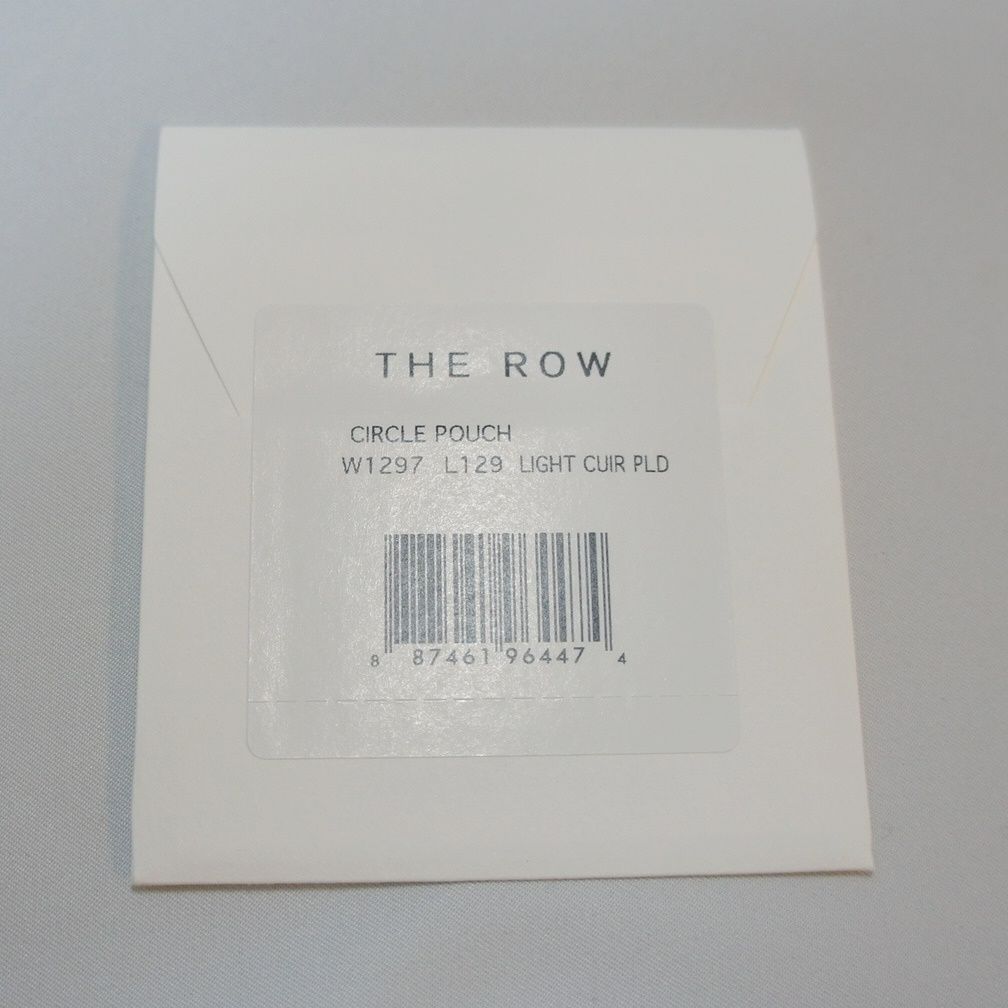 THE ROW
CIRCLE POUCH
W1297 L129 LIGHT CUIR PLD
8 87461 96447 4